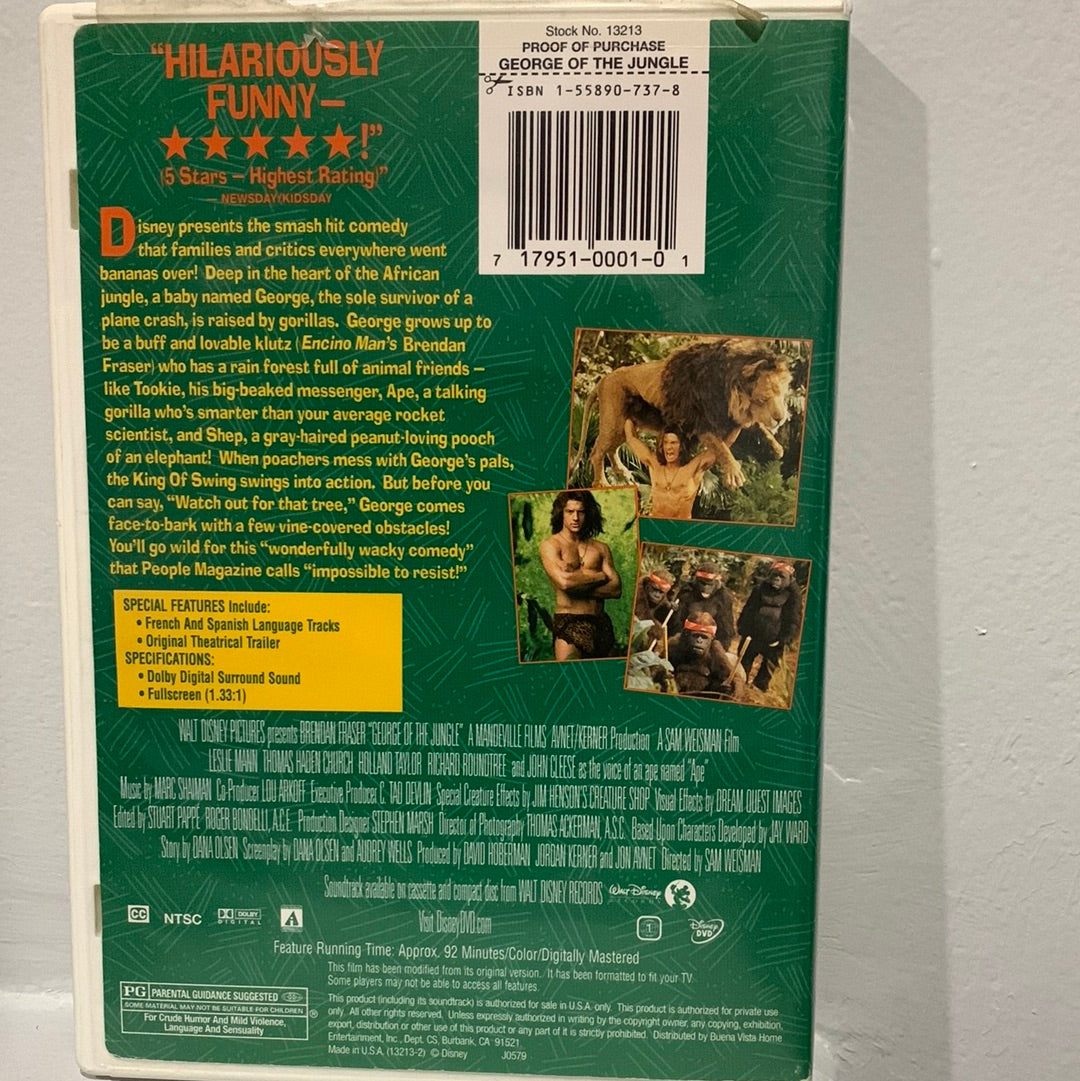 "HILARIOUSLY
FUNNY—
★★★★★!"
(5 Stars – Highest Rating)"
— NEWSDAY/KIDSDAY
Stock No. 13213
PROOF OF PURCHASE
GEORGE OF THE JUNGLE
ISBN 1-55890-737-8
7 17951-0001-0 1
Disney presents the smash hit comedy
that families and critics everywhere went
bananas over! Deep in the heart of the African
jungle, a baby named George, the sole survivor of a
plane crash, is raised by gorillas. George grows up to
be a buff and lovable klutz (Encino Man's Brendan
Fraser) who has a rain forest full of animal friends –
like Tookie, his big-beaked messenger, Ape, a talking
gorilla who's smarter than your average rocket
scientist, and Shep, a gray-haired peanut-loving pooch
of an elephant! When poachers mess with George's pals,
the King Of Swing swings into action. But before you
can say, "Watch out for that tree," George comes
face-to-bark with a few vine-covered obstacles!
You'll go wild for this "wonderfully wacky comedy"
that People Magazine calls "impossible to resist!"
SPECIAL FEATURES Include:
• French And Spanish Language Tracks
• Original Theatrical Trailer
SPECIFICATIONS:
• Dolby Digital Surround Sound
• Fullscreen (1.33:1)
WALT DISNEY PICTURES presents BRENDAN FRASER "GEORGE OF THE JUNGLE" A MANDEVILLE FILMS AVNET/KERNER Production A SAM WEISMAN Film
LESLIE MANN THOMAS HADEN CHURCH HOLLAND TAYLOR RICHARD ROUNDTREE and JOHN CLEESE as the voice of an ape named "Ape"
Music by MARC SHAIMAN Co-Producer LOU ARKOFF Executive Producer C. TAD DEVLIN Special Creature Effects by JIM HENSON'S CREATURE SHOP Visual Effects by DREAM QUEST IMAGES
Edited by STUART PAPPÉ ROGER BONDELLI, A.C.E. Production Designer STEPHEN MARSH Director of Photography THOMAS ACKERMAN, A.S.C. Based Upon Characters Developed by JAY WARD
Story by DANA OLSEN Screenplay by DANA OLSEN and AUDREY WELLS Produced by DAVID HOBERMAN JORDAN KERNER and JON AVNET Directed by SAM WEISMAN
Soundtrack available on cassette and compact disc from WALT DISNEY RECORDS Walt Disney RECORDS
CC NTSC DOLBY DIGITAL
Visit DisneyDVD.com
1 Disney DVD
Feature Running Time: Approx. 92 Minutes/Color/Digitally Mastered
This film has been modified from its original version. It has been formatted to fit your TV.
Some players may not be able to access all features.
PG PARENTAL GUIDANCE SUGGESTED
SOME MATERIAL MAY NOT BE SUITABLE FOR CHILDREN
For Crude Humor And Mild Violence,
Language And Sensuality
®
This product (including its soundtrack) is authorized for sale in U.S.A. only. This product is authorized for private use
only. All other rights reserved. Unless expressly authorized in writing by the copyright owner, any copying, exhibition,
export, distribution or other use of this product or any part of it is strictly prohibited. Distributed by Buena Vista Home
Entertainment, Inc., Dept. CS, Burbank, CA 91521.
Made in U.S.A. (13213-2) © Disney J0579